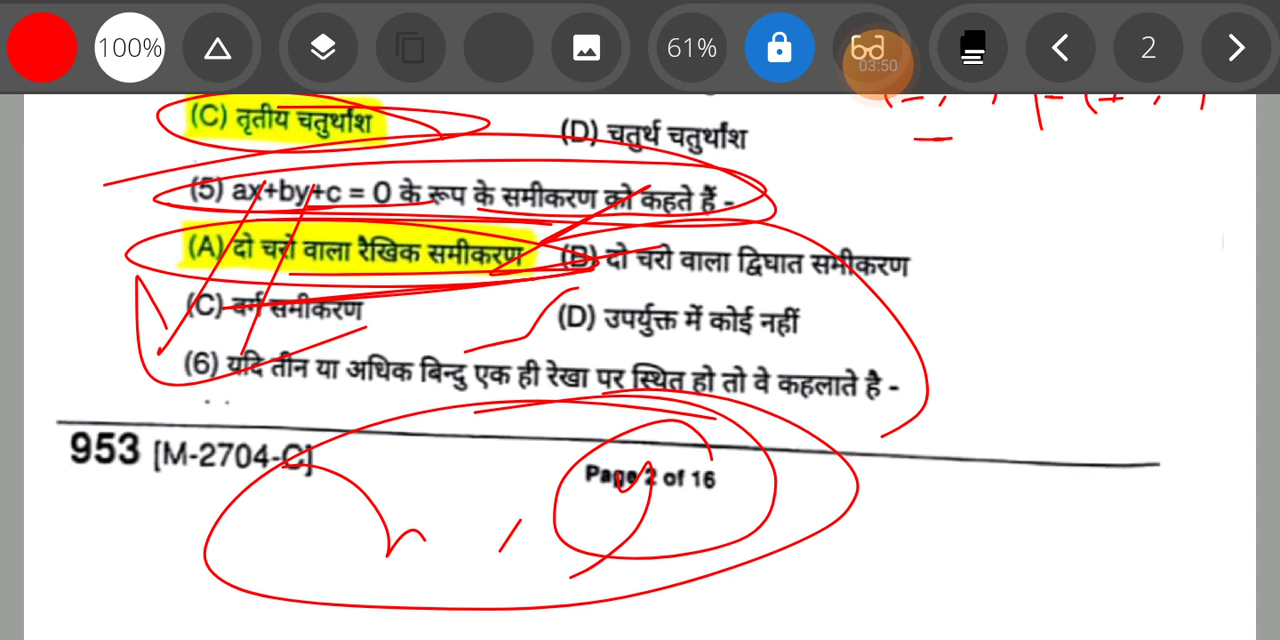 100%
61%
03:50
2
(C) तृतीय चतुर्थांश (D) चतुर्थ चतुर्थांश
(5) ax+by+c = 0 के रूप के समीकरण को कहते हैं -
(A) दो चरो वाला रैखिक समीकरण (B) दो चरो वाला द्विघात समीकरण
(C) वर्ग समीकरण (D) उपर्युक्त में कोई नहीं
(6) यदि तीन या अधिक बिन्दु एक ही रेखा पर स्थित हो तो वे कहलाते है -
953 [M-2704-C] Page 2 of 16
x , y